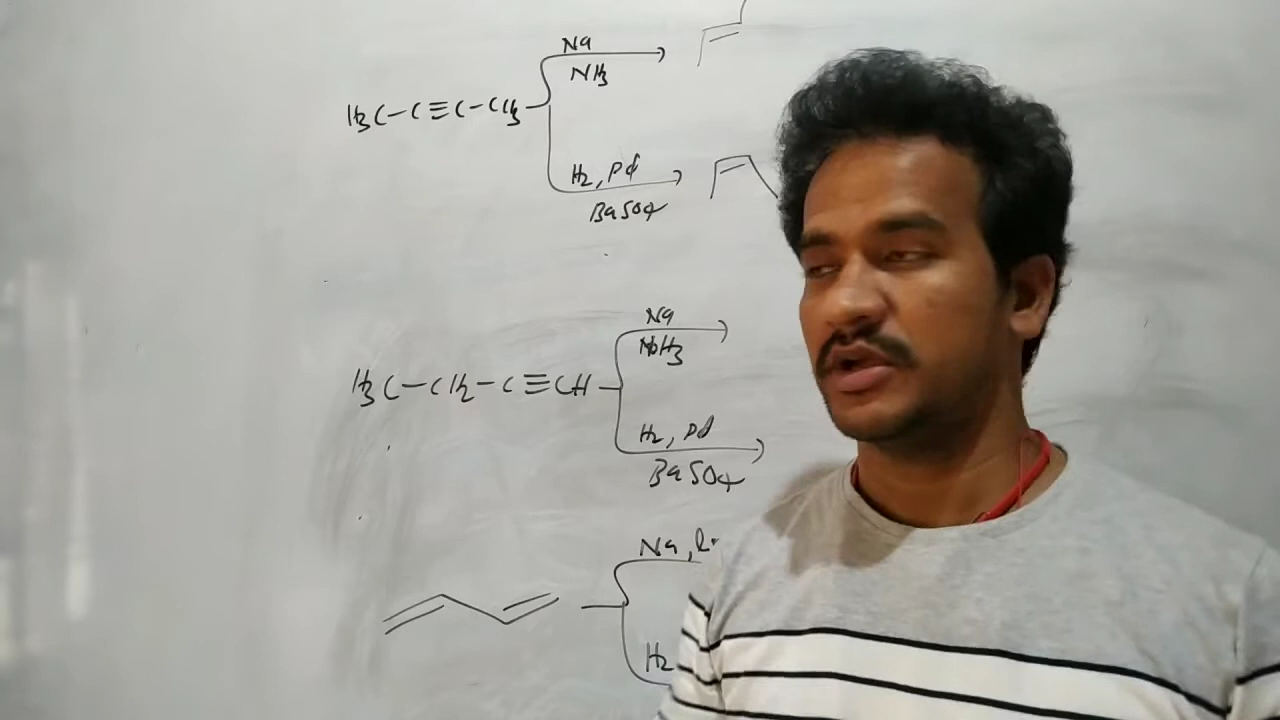 Na
NH3
H3C-C≡C-CH3
H2, Pd
BaSO4
Na
NH3
H3C-CH2-C≡CH
H2, Pd
BaSO4
Na,
H2